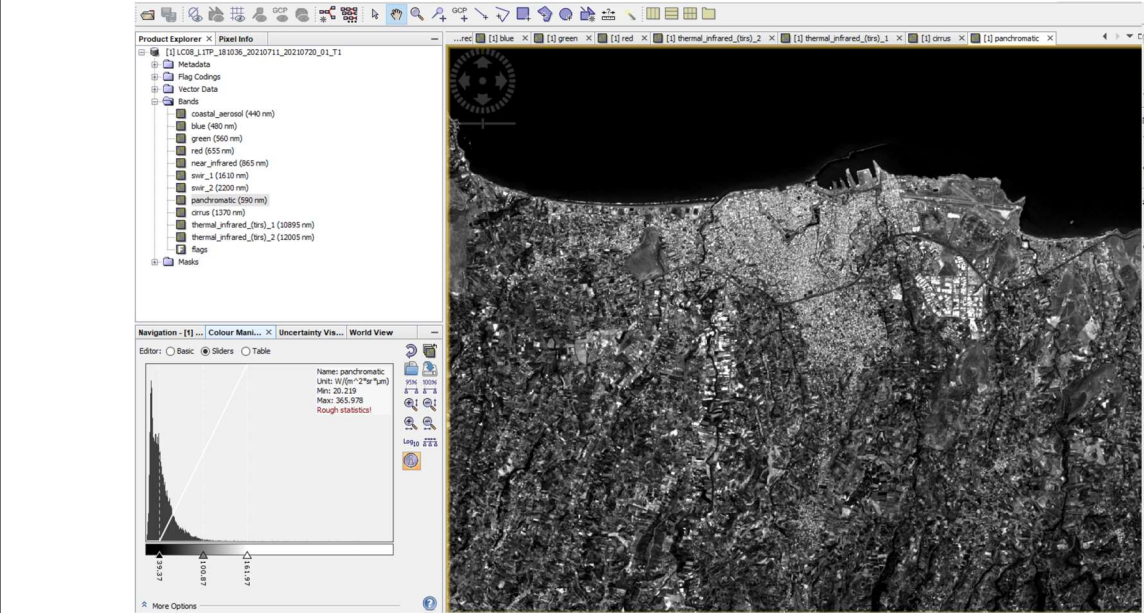 GCP
GCP
Product Explorer × Pixel Info
[1] LC08_L1TP_181036_20210711_20210720_01_T1
Metadata
Flag Codings
Vector Data
Bands
coastal_aerosol (440 nm)
blue (480 nm)
green (560 nm)
red (655 nm)
near_infrared (865 nm)
swir_1 (1610 nm)
swir_2 (2200 nm)
panchromatic (590 nm)
cirrus (1370 nm)
thermal_infrared_(tirs)_1 (10895 nm)
thermal_infrared_(tirs)_2 (12005 nm)
flags
Masks
...rec [1] blue × [1] green × [1] red × [1] thermal_infrared_(tirs)_2 × [1] thermal_infrared_(tirs)_1 × [1] cirrus × [1] panchromatic ×
Navigation - [1] ... Colour Mani... × Uncertainty Vis... World View
Editor: Basic Sliders Table
Name: panchromatic
Unit: W/(m^2*sr*µm)
Min: 20.219
Max: 365.978
Rough statistics!
95% 100%
Log10
39.37
100.87
161.97
More Options